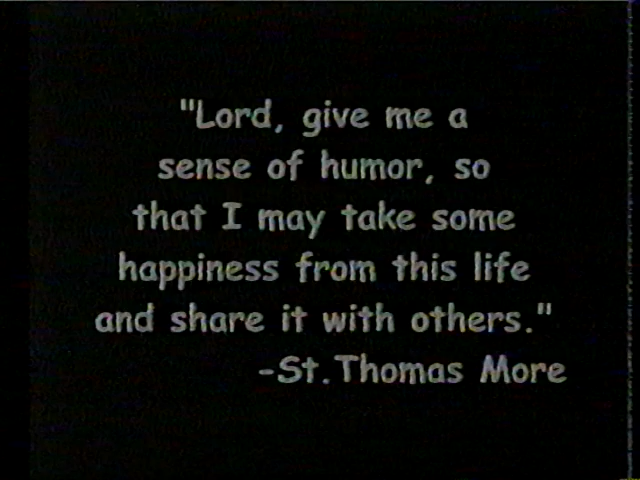 "Lord, give me a
sense of humor, so
that I may take some
happiness from this life
and share it with others."
-St.Thomas More